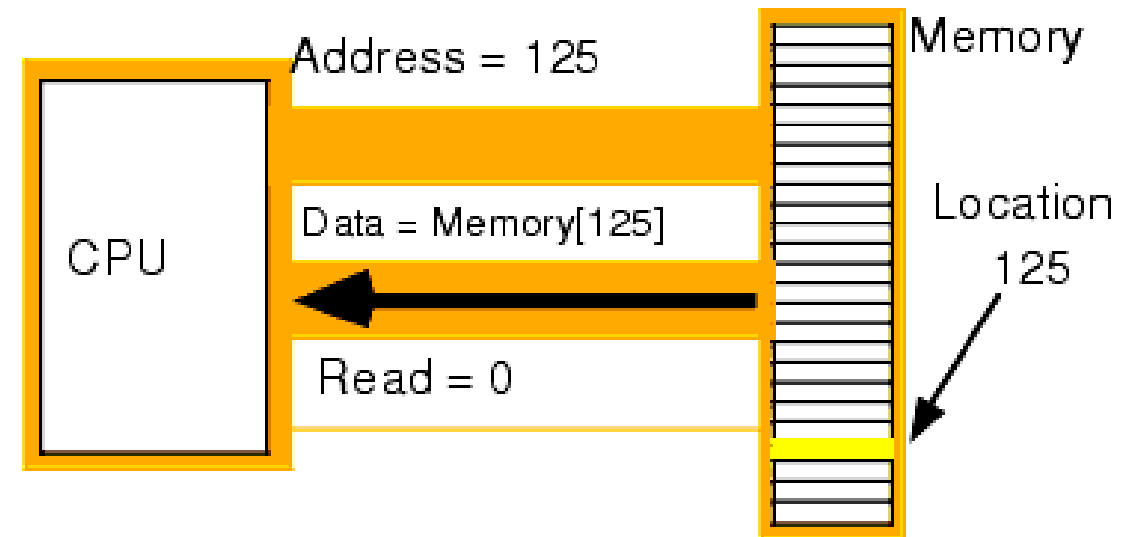 Address = 125
Memory
Data = Memory[125]
Location
125
CPU
Read = 0